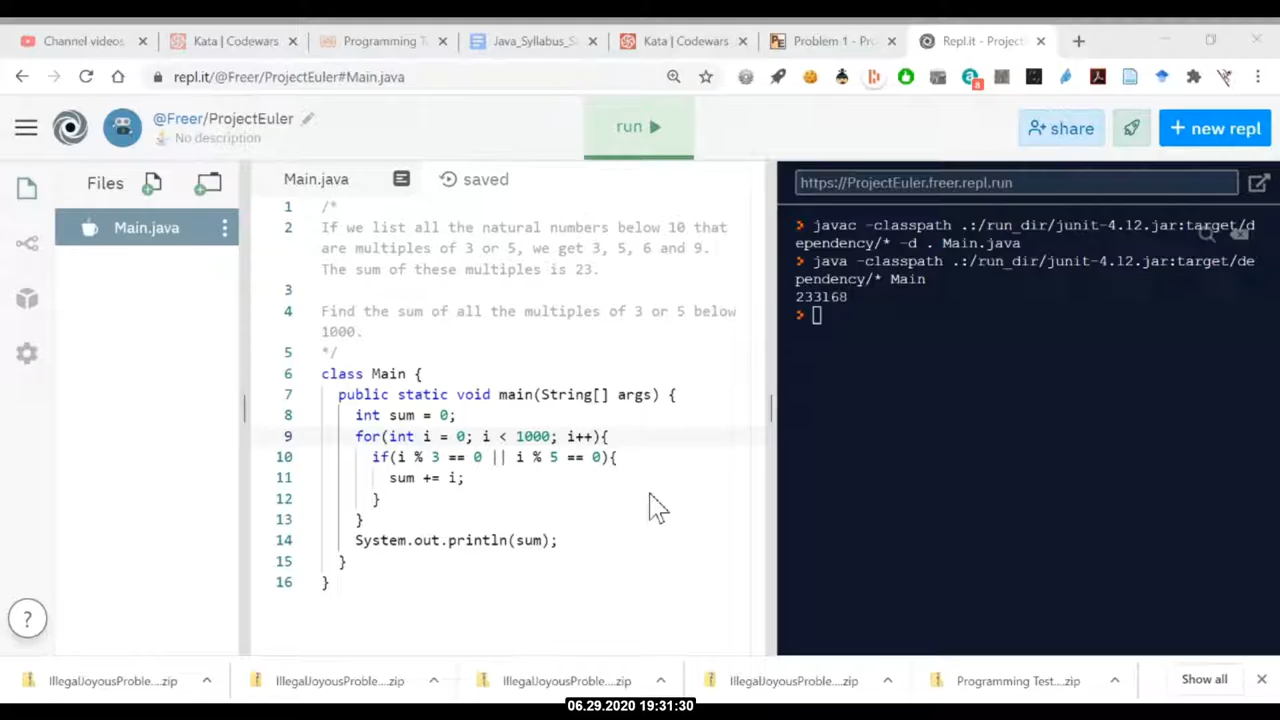 Channel videos
Kata | Codewars
Programming T
Java_Syllabus_S
Kata | Codewars
Problem 1 - Pro
Repl.it - Project
repl.it/@Freer/ProjectEuler#Main.java
8
@Freer/ProjectEuler
No description
run
share
+ new repl
Files
Main.java
Main.java
saved
1 /*
2 If we list all the natural numbers below 10 that
are multiples of 3 or 5, we get 3, 5, 6 and 9.
The sum of these multiples is 23.
3
4 Find the sum of all the multiples of 3 or 5 below
1000.
5 */
6 class Main {
7 public static void main(String[] args) {
8 int sum = 0;
9 for(int i = 0; i < 1000; i++){
10 if(i % 3 == 0 || i % 5 == 0){
11 sum += i;
12 }
13 }
14 System.out.println(sum);
15 }
16 }
https://ProjectEuler.freer.repl.run
> javac -classpath .:/run_dir/junit-4.12.jar:target/d
ependency/* -d . Main.java
> java -classpath .:/run_dir/junit-4.12.jar:target/de
pendency/* Main
233168
>
?
IllegalJoyousProble....zip
IllegalJoyousProble....zip
IllegalJoyousProble....zip
IllegalJoyousProble....zip
Programming Test....zip
Show all
06.29.2020 19:31:30